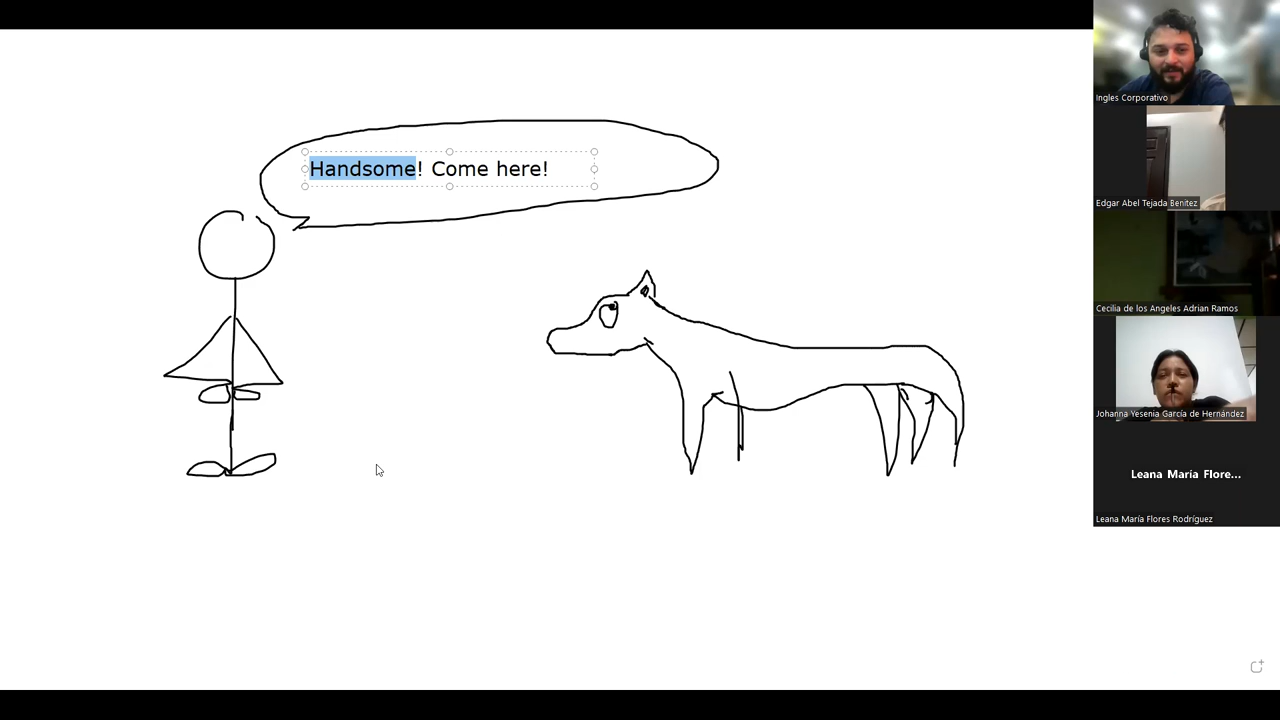 Handsome! Come here!
Ingles Corporativo
Edgar Abel Tejada Benitez
Cecilia de los Angeles Adrian Ramos
Johanna Yesenia García de Hernández
Leana María Flore...
Leana María Flores Rodríguez